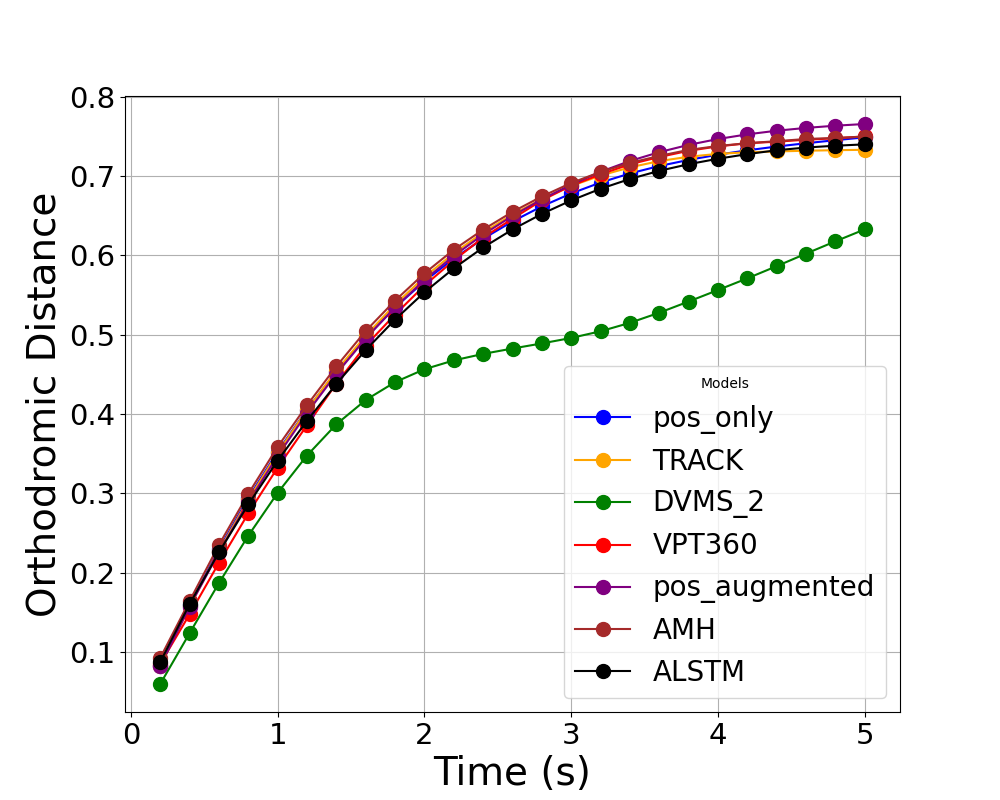 0.8
0.7
0.6
0.5
0.4
0.3
0.2
0.1
Orthodromic Distance
Models
pos_only
TRACK
DVMS_2
VPT360
pos_augmented
AMH
ALSTM
0 1 2 3 4 5
Time (s)